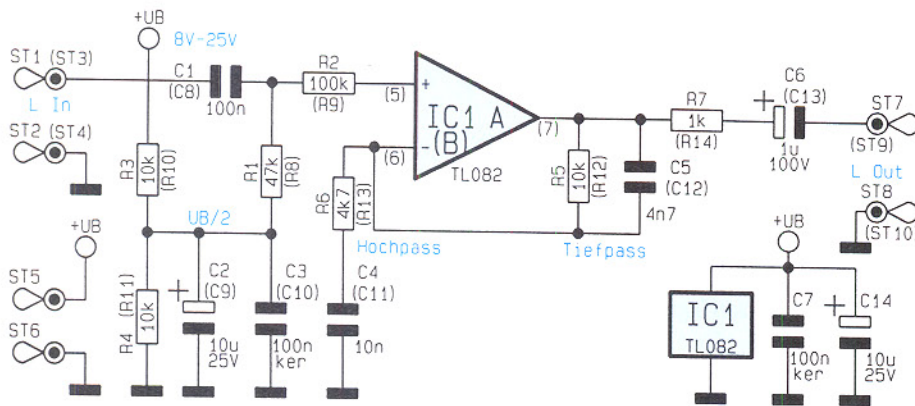 +UB
8V-25V
ST1 (ST3)
L In
ST2 (ST4)
C1
(C8)
100n
R2
100k
(R9)
(5)
+
IC1 A
(B)
TL082
(6)
-
(7)
R7
1k
(R14)
C6
+ (C13)
1u
100V
ST7
(ST9)
L Out
ST8
(ST10)
R3
10k
(R10)
R1
47k
(R8)
R6
4k7
(R13)
R5
10k
(R12)
C5
(C12)
4n7
UB/2
Hochpass
Tiefpass
+UB
ST5
ST6
R4
10k
(R11)
+
C2
(C9)
10u
25V
C3
(C10)
100n
ker
C4
(C11)
10n
+UB
IC1
TL082
C7
100n
ker
+
C14
10u
25V